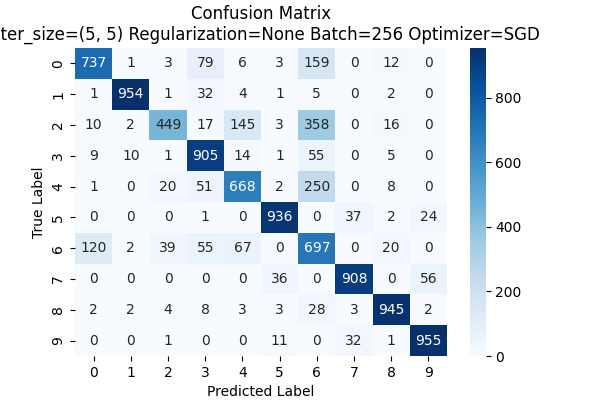 Confusion Matrix
ter_size=(5, 5) Regularization=None Batch=256 Optimizer=SGD
0 737 1 3 79 6 3 159 0 12 0
1 1 954 1 32 4 1 5 0 2 0
2 10 2 449 17 145 3 358 0 16 0
3 9 10 1 905 14 1 55 0 5 0
4 1 0 20 51 668 2 250 0 8 0
5 0 0 0 1 0 936 0 37 2 24
6 120 2 39 55 67 0 697 0 20 0
7 0 0 0 0 0 36 0 908 0 56
8 2 2 4 8 3 3 28 3 945 2
9 0 0 1 0 0 11 0 32 1 955
0 1 2 3 4 5 6 7 8 9
Predicted Label
True Label
800
600
400
200
0